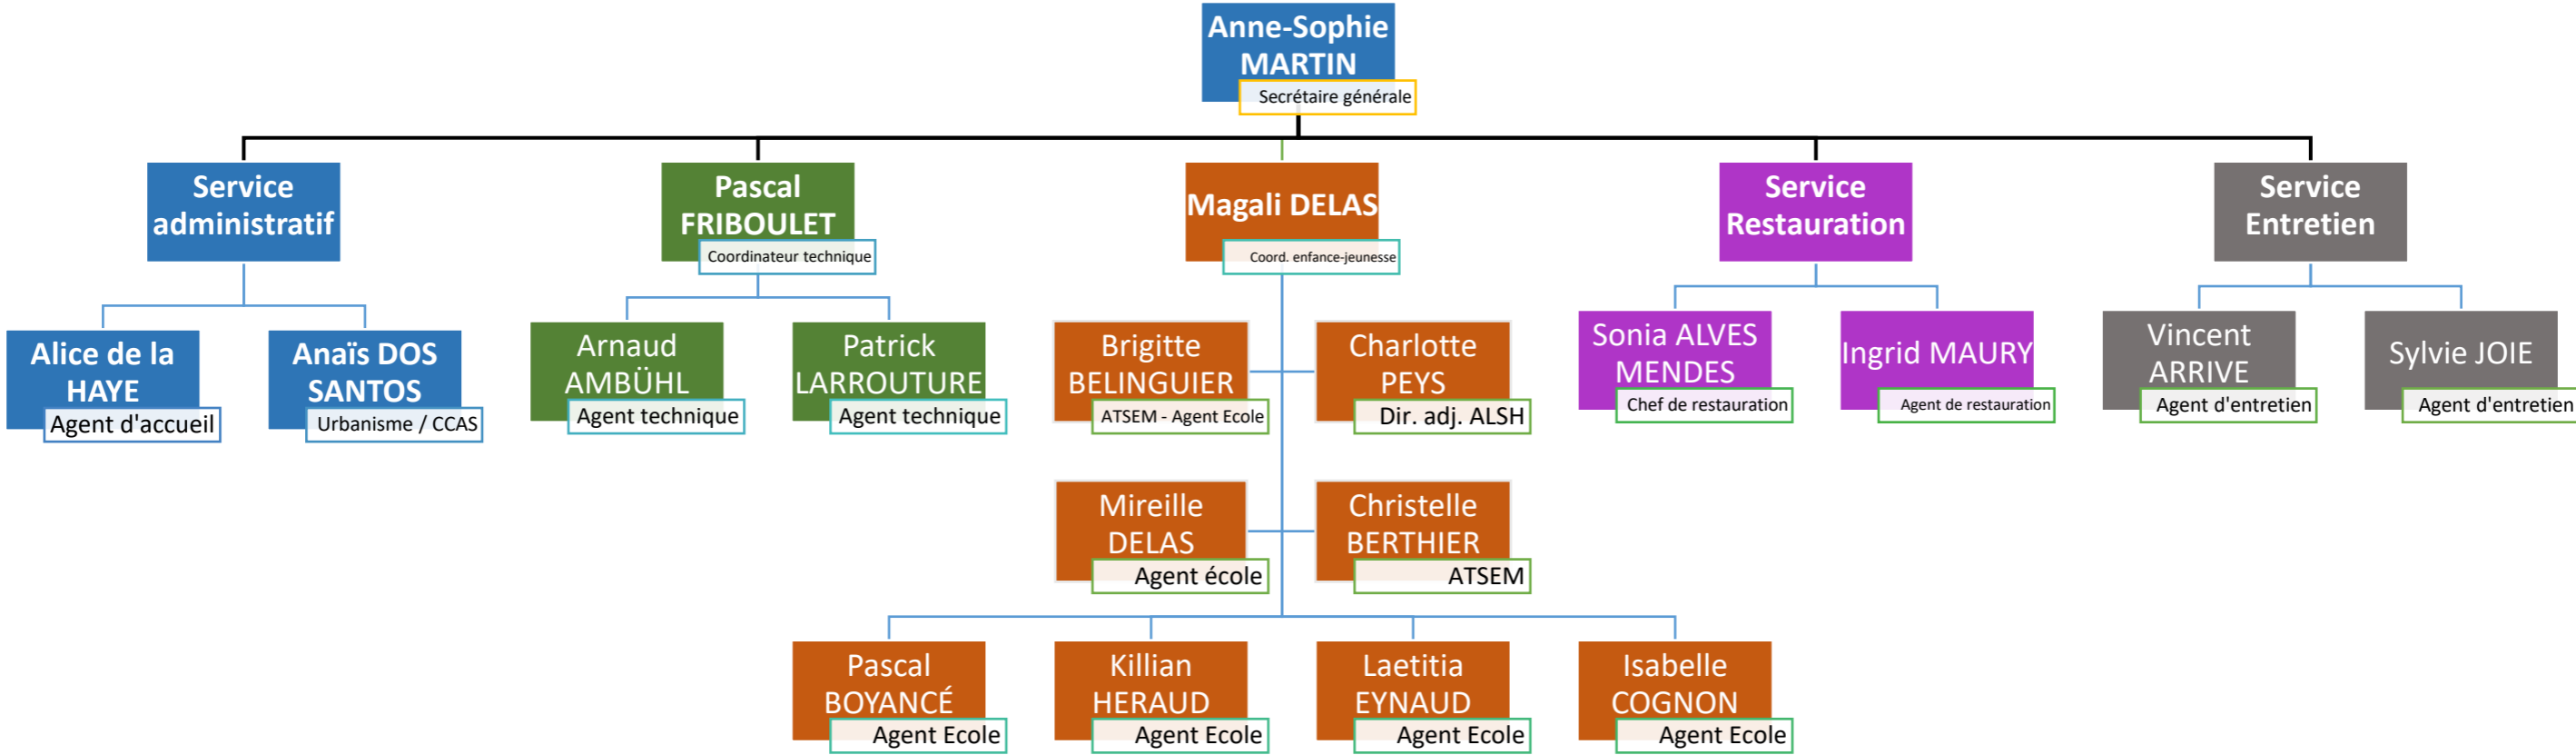 Anne-Sophie
MARTIN
Secrétaire générale
Service
administratif
Pascal
FRIBOULET
Coordinateur technique
Magali DELAS
Coord. enfance-jeunesse
Service
Restauration
Service
Entretien
Alice de la
HAYE
Agent d'accueil
Anaïs DOS
SANTOS
Urbanisme / CCAS
Arnaud
AMBÜHL
Agent technique
Patrick
LARROUTURE
Agent technique
Brigitte
BELINGUIER
ATSEM - Agent Ecole
Charlotte
PEYS
Dir. adj. ALSH
Sonia ALVES
MENDES
Chef de restauration
Ingrid MAURY
Agent de restauration
Vincent
ARRIVE
Agent d'entretien
Sylvie JOIE
Agent d'entretien
Mireille
DELAS
Agent école
Christelle
BERTHIER
ATSEM
Pascal
BOYANCÉ
Agent Ecole
Killian
HERAUD
Agent Ecole
Laetitia
EYNAUD
Agent Ecole
Isabelle
COGNON
Agent Ecole